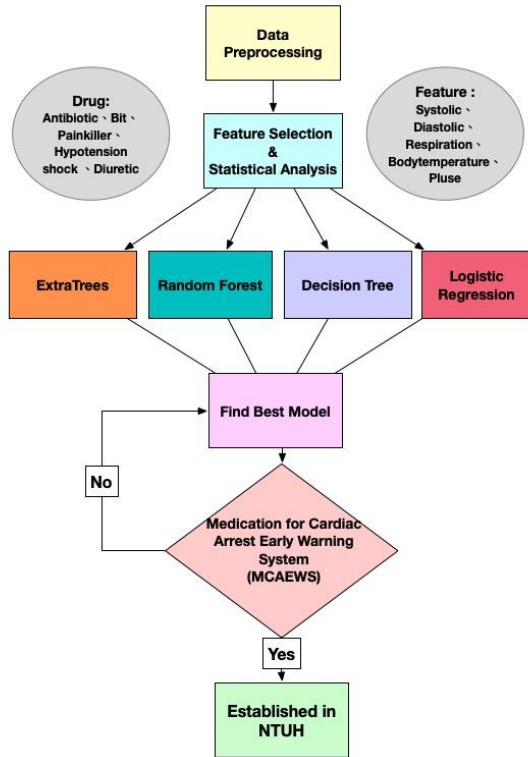 Data
Preprocessing
Drug:
Antibiotic、Bit、
Painkiller、
Hypotension
shock 、Diuretic
Feature :
Systolic、
Diastolic、
Respiration、
Bodytemperature、
Pluse
Feature Selection
&
Statistical Analysis
ExtraTrees
Random Forest
Decision Tree
Logistic
Regression
Find Best Model
No
Medication for Cardiac
Arrest Early Warning
System
(MCAEWS)
Yes
Established in
NTUH